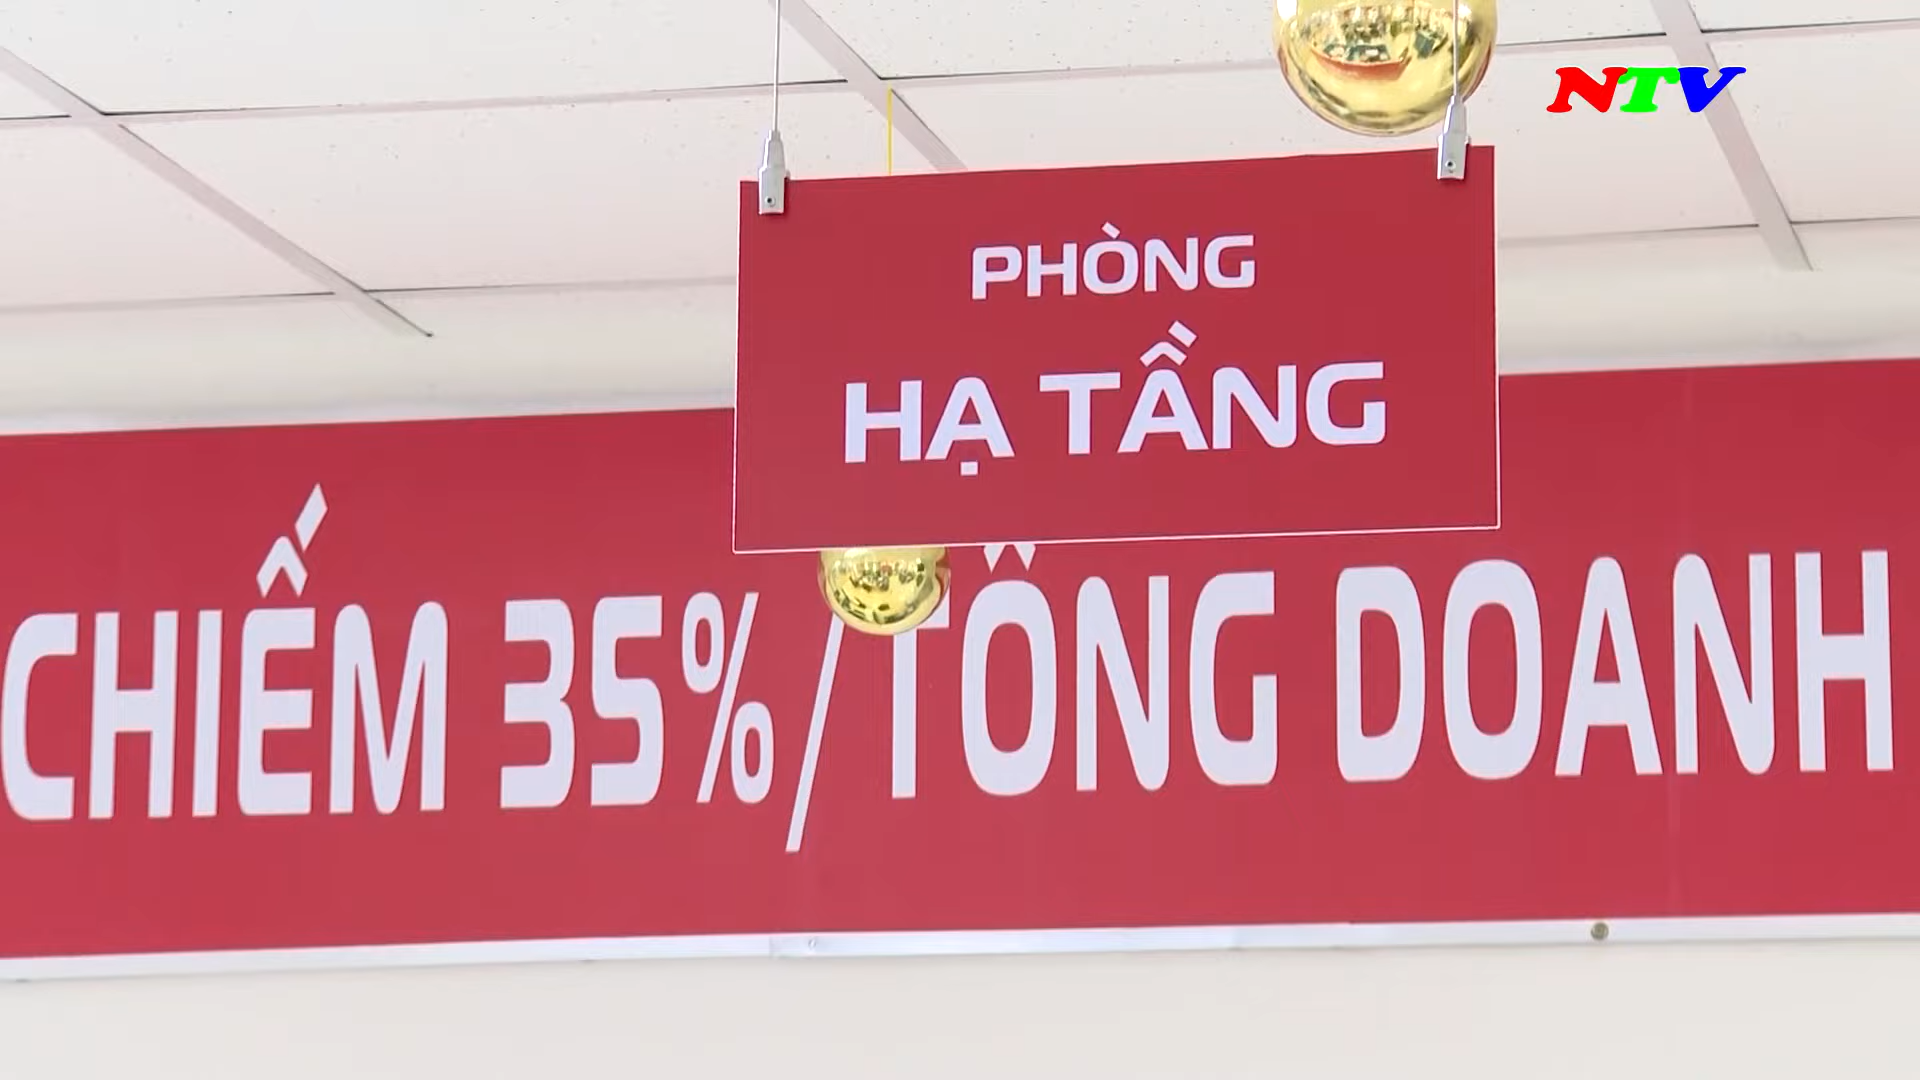 NTV
PHÒNG
HẠ TẦNG
CHIẾM 35%/TỔNG DOANH